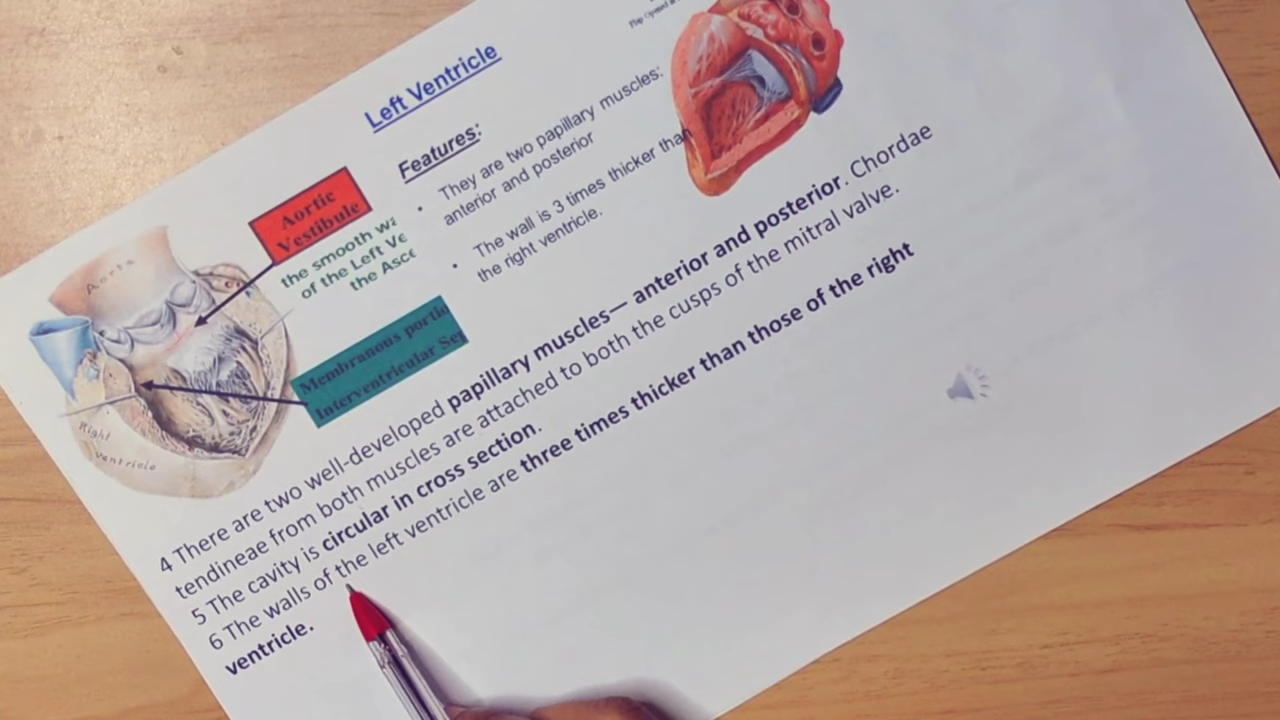 Left Ventricle
Features:
• They are two papillary muscles:
anterior and posterior
• The wall is 3 times thicker than
the right ventricle.
Aortic
Vestibule
the smooth wa
of the Left Ve
the Asce
Membranous portio
Interventricular Sep
Aorta
Right
Ventricle
4 There are two well-developed papillary muscles— anterior and posterior. Chordae
tendineae from both muscles are attached to both the cusps of the mitral valve.
5 The cavity is circular in cross section.
6 The walls of the left ventricle are three times thicker than those of the right
ventricle.